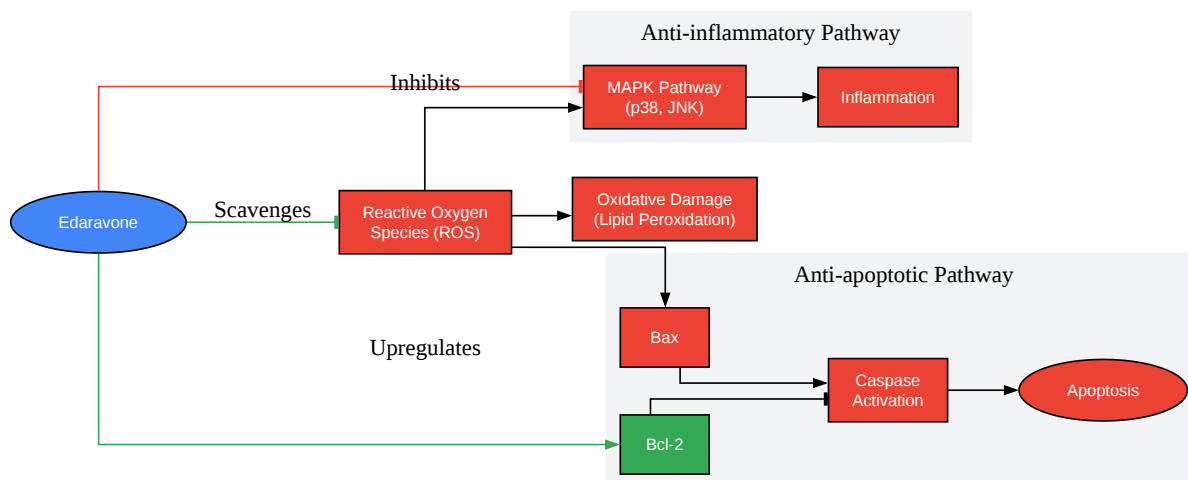 Anti-inflammatory Pathway
Inhibits
MAPK Pathway
(p38, JNK)
Inflammation
Edaravone
Scavenges
Reactive Oxygen
Species (ROS)
Oxidative Damage
(Lipid Peroxidation)
Anti-apoptotic Pathway
Upregulates
Bax
Caspase
Activation
Apoptosis
Bcl-2